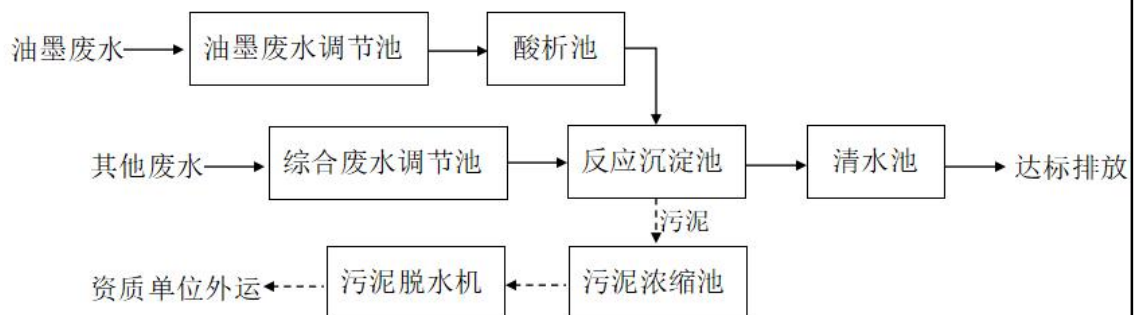 油墨废水 油墨废水调节池 酸析池
其他废水 综合废水调节池 反应沉淀池 清水池 达标排放
污泥
资质单位外运 污泥脱水机 污泥浓缩池